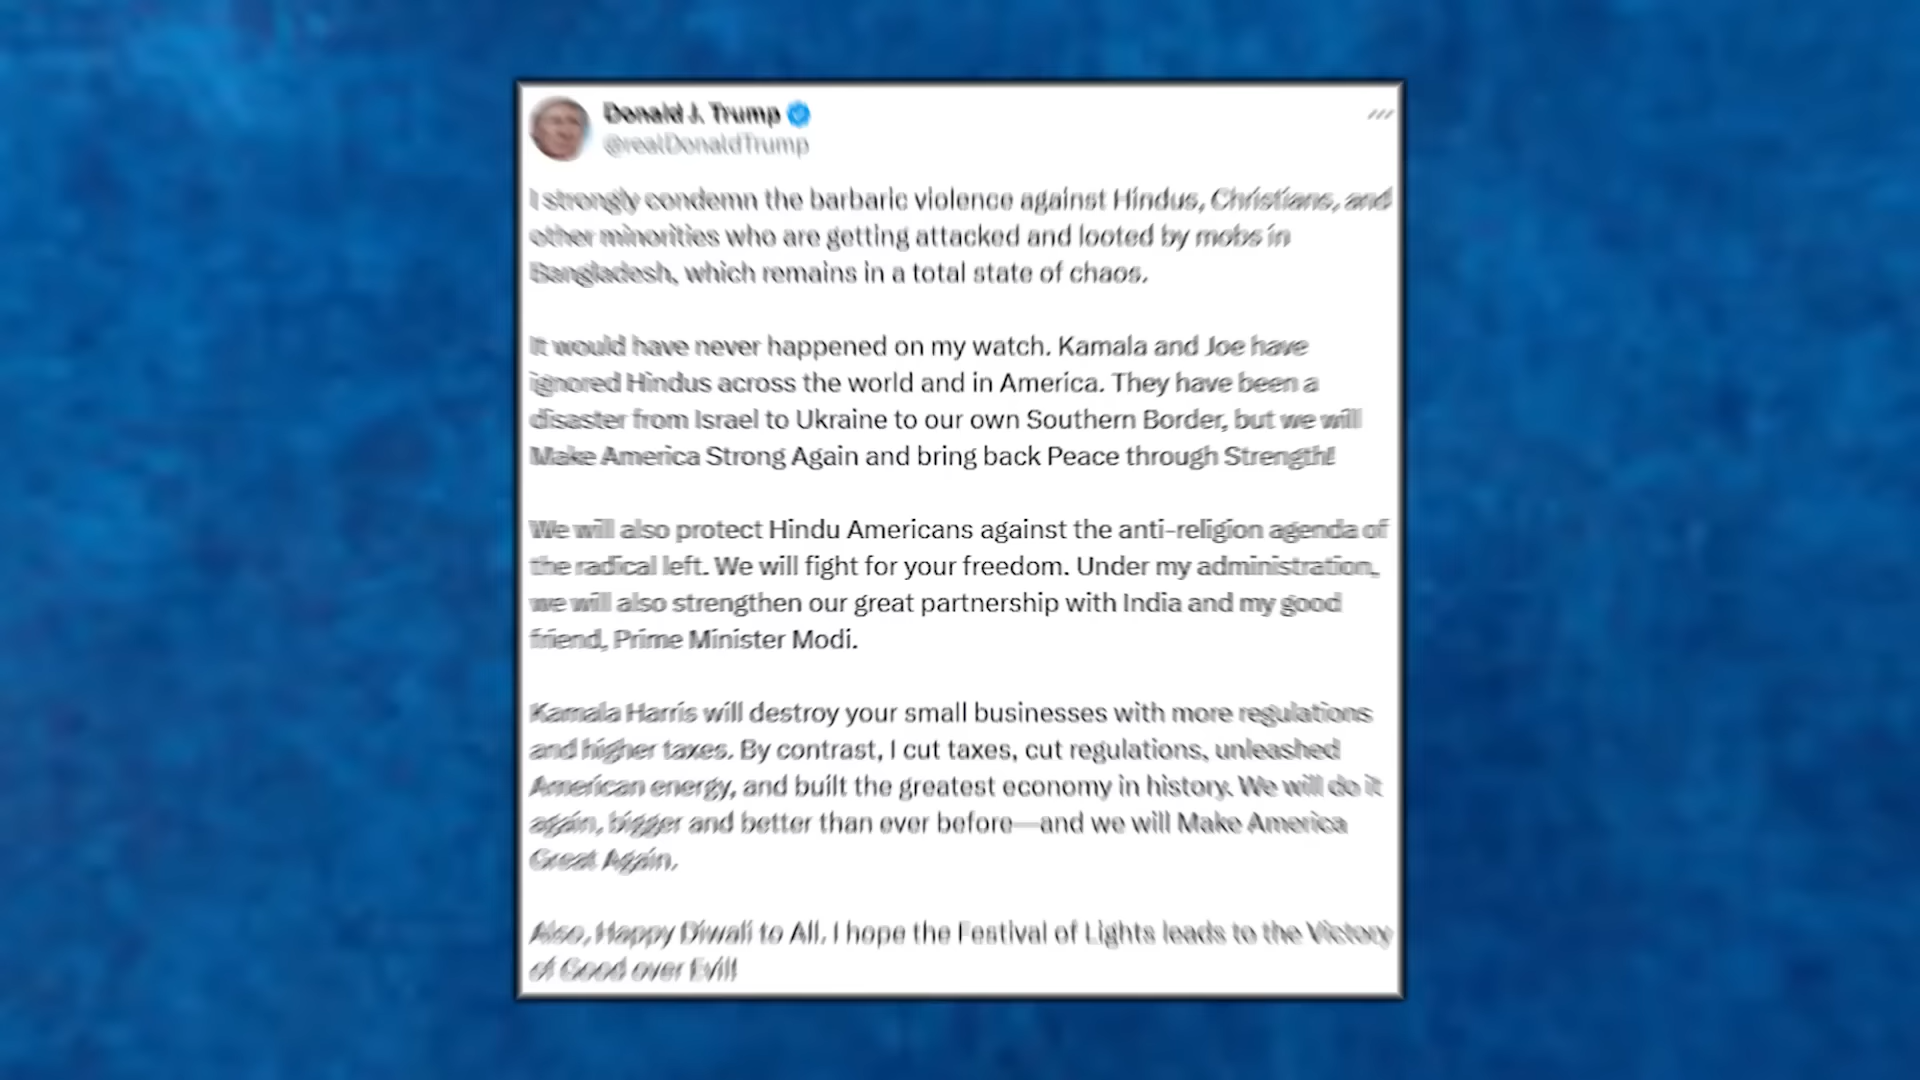 Donald J. Trump
@realDonaldTrump
I strongly condemn the barbaric violence against Hindus, Christians, and
other minorities who are getting attacked and looted by mobs in
Bangladesh, which remains in a total state of chaos.
It would have never happened on my watch. Kamala and Joe have
ignored Hindus across the world and in America. They have been a
disaster from Israel to Ukraine to our own Southern Border, but we will
Make America Strong Again and bring back Peace through Strength!
We will also protect Hindu Americans against the anti-religion agenda of
the radical left. We will fight for your freedom. Under my administration,
we will also strengthen our great partnership with India and my good
friend, Prime Minister Modi.
Kamala Harris will destroy your small businesses with more regulations
and higher taxes. By contrast, I cut taxes, cut regulations, unleashed
American energy, and built the greatest economy in history. We will do it
again, bigger and better than ever before—and we will Make America
Great Again.
Also, Happy Diwali to All. I hope the Festival of Lights leads to the Victory
of Good over Evil!